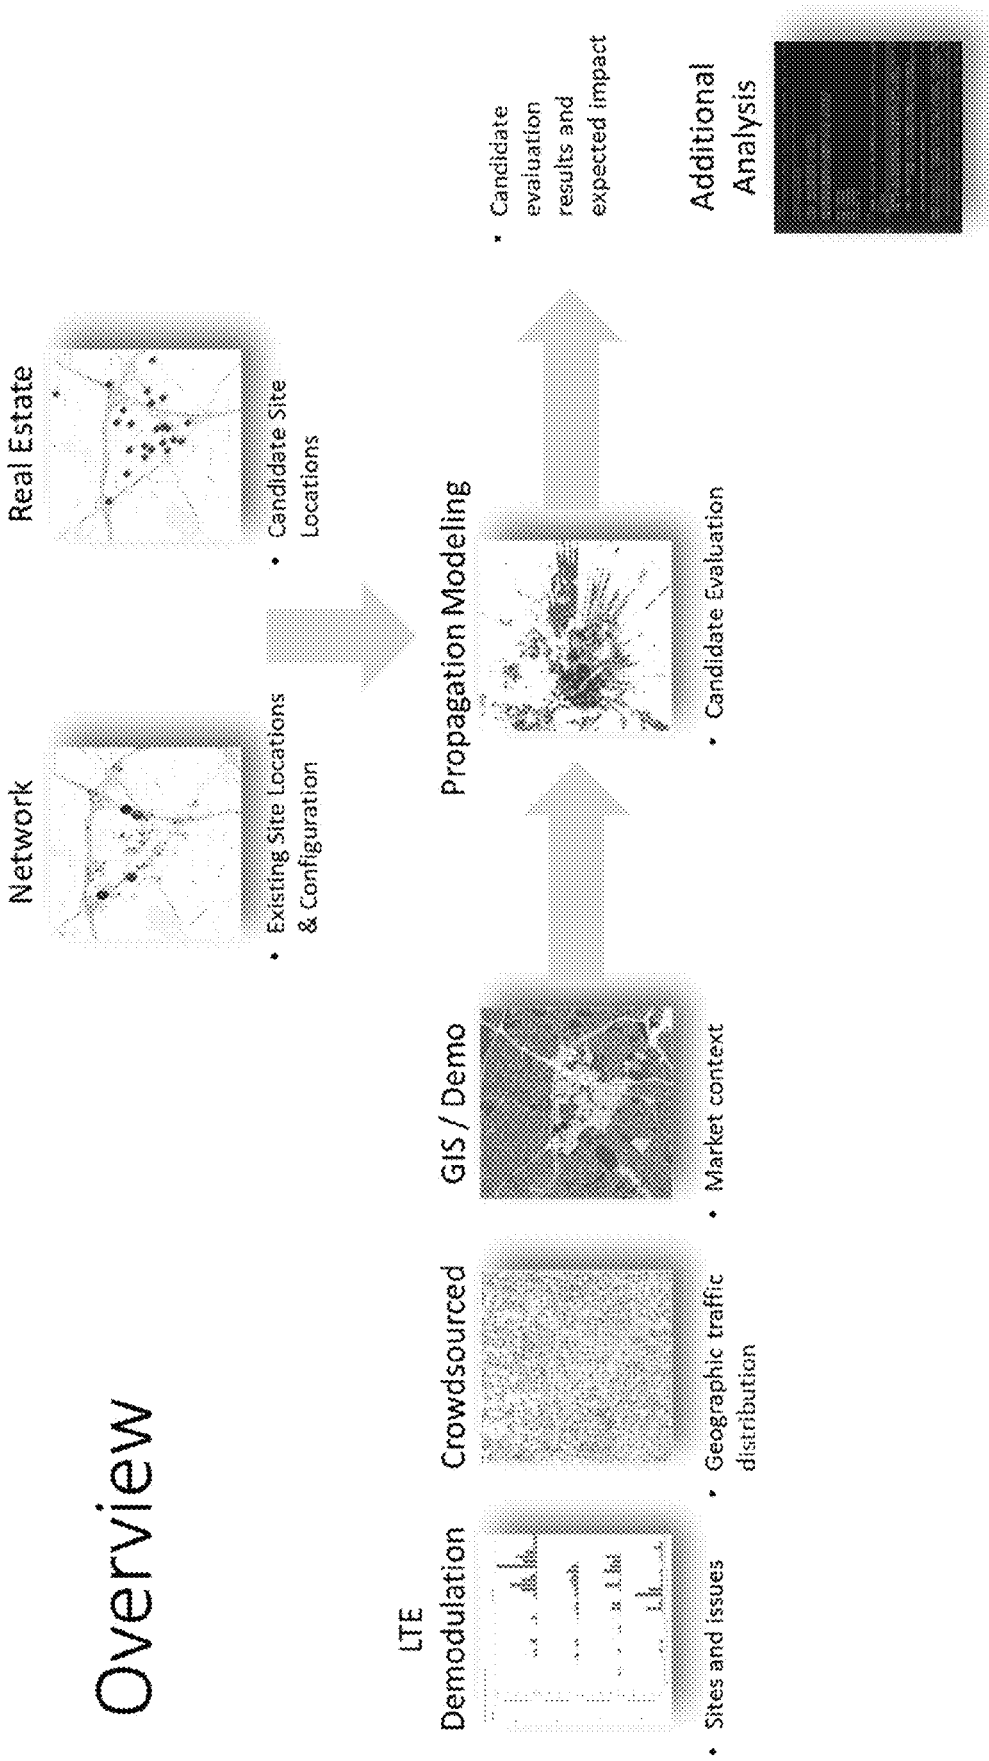 Overview
Network
• Existing Site Locations
& Configuration
Real Estate
• Candidate Site
Locations
LTE
Demodulation
• Sites and issues
Crowdsourced
• Geographic traffic
distribution
GIS / Demo
• Market context
Propagation Modeling
• Candidate Evaluation
• Candidate
evaluation
results and
expected impact
Additional
Analysis